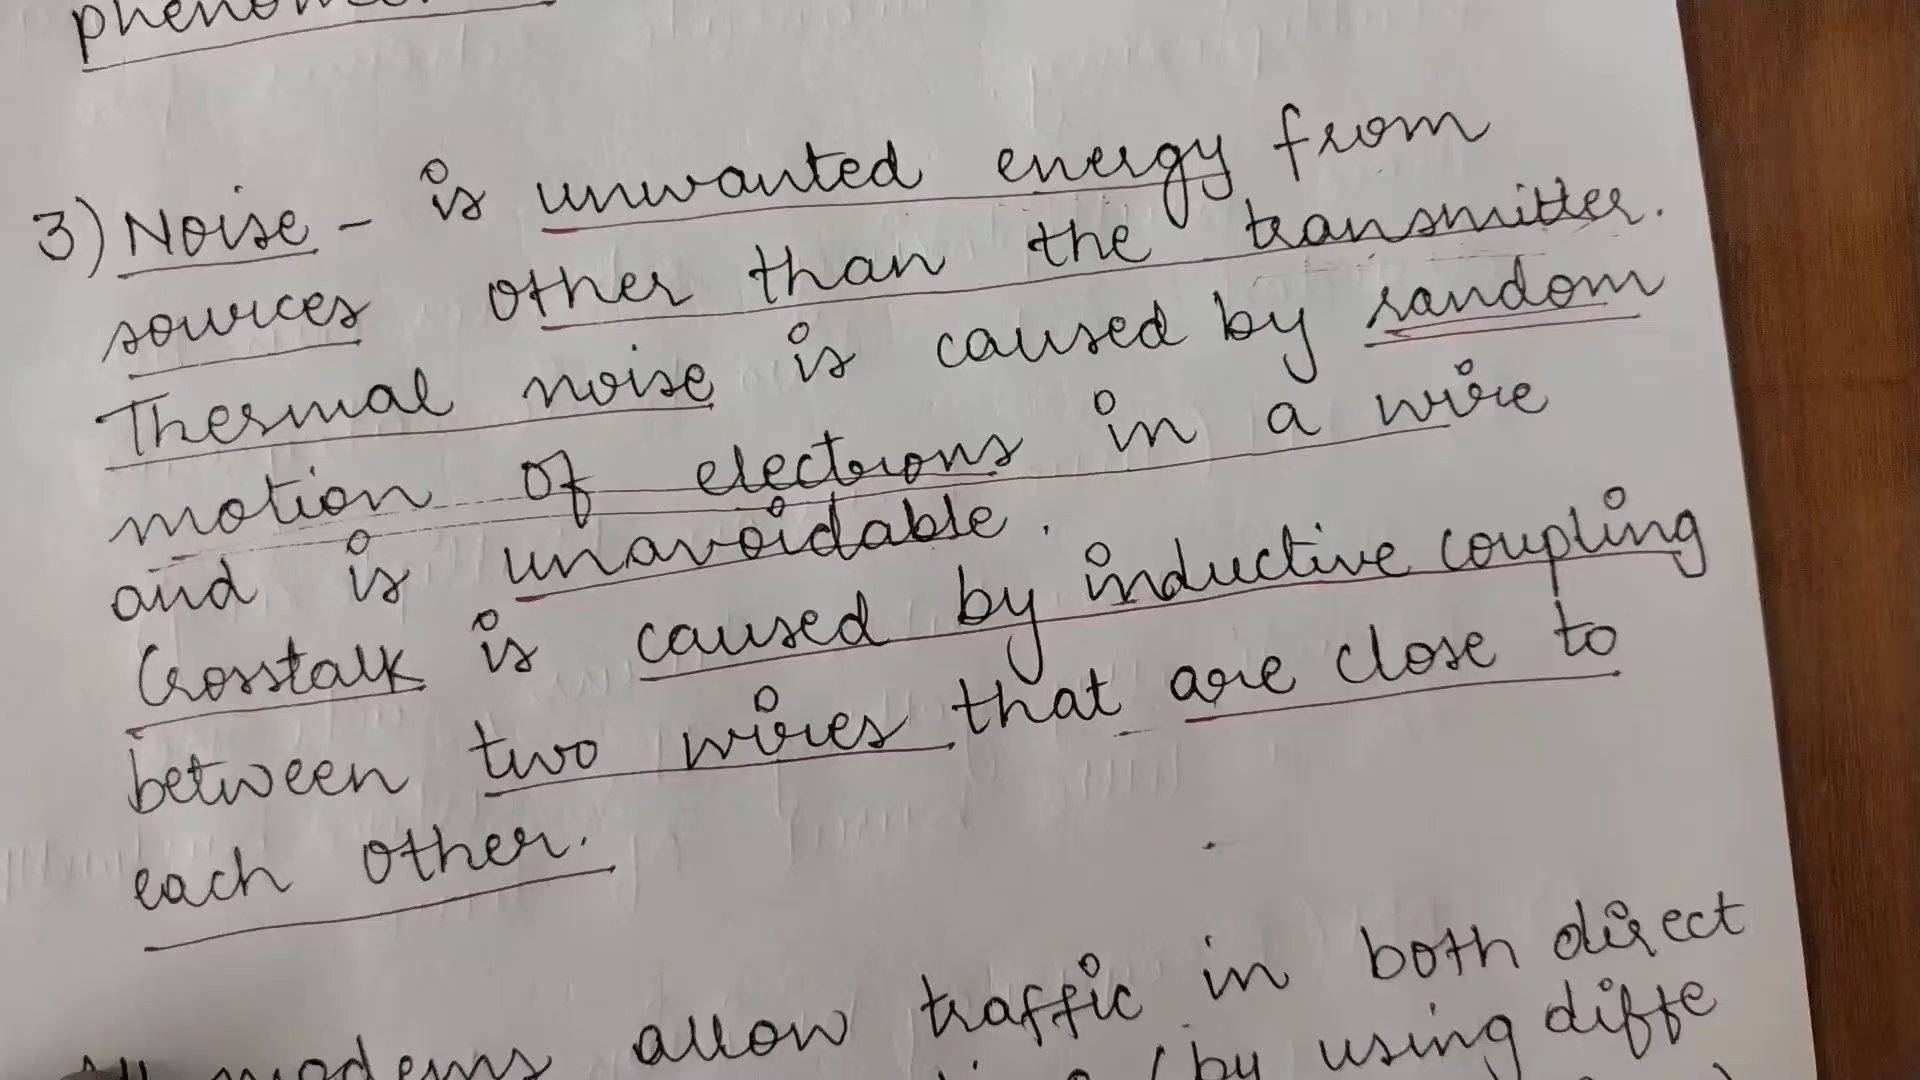 3) Noise - is unwanted energy from
sources other than the transmitter.
Thermal noise is caused by random
motion of electrons in a wire
and is unavoidable.
Crosstalk is caused by inductive coupling
between two wires that are close to
each other.
modems allow traffic in both direct
(by using diffe